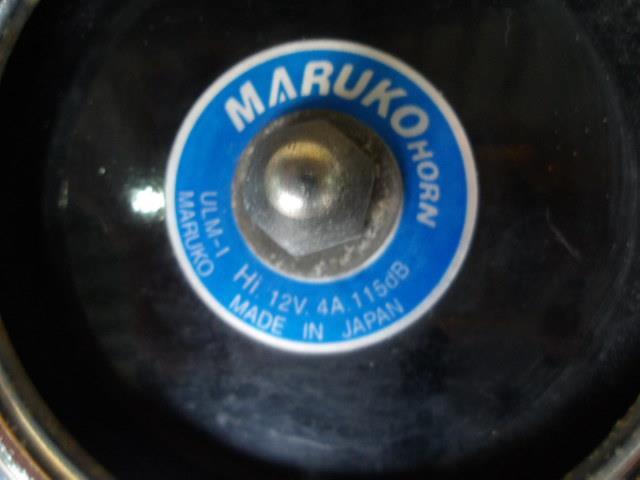 MARUKO HORN
ULM-1
MARUKO
Hi. 12V. 4A. 115dB
MADE IN JAPAN